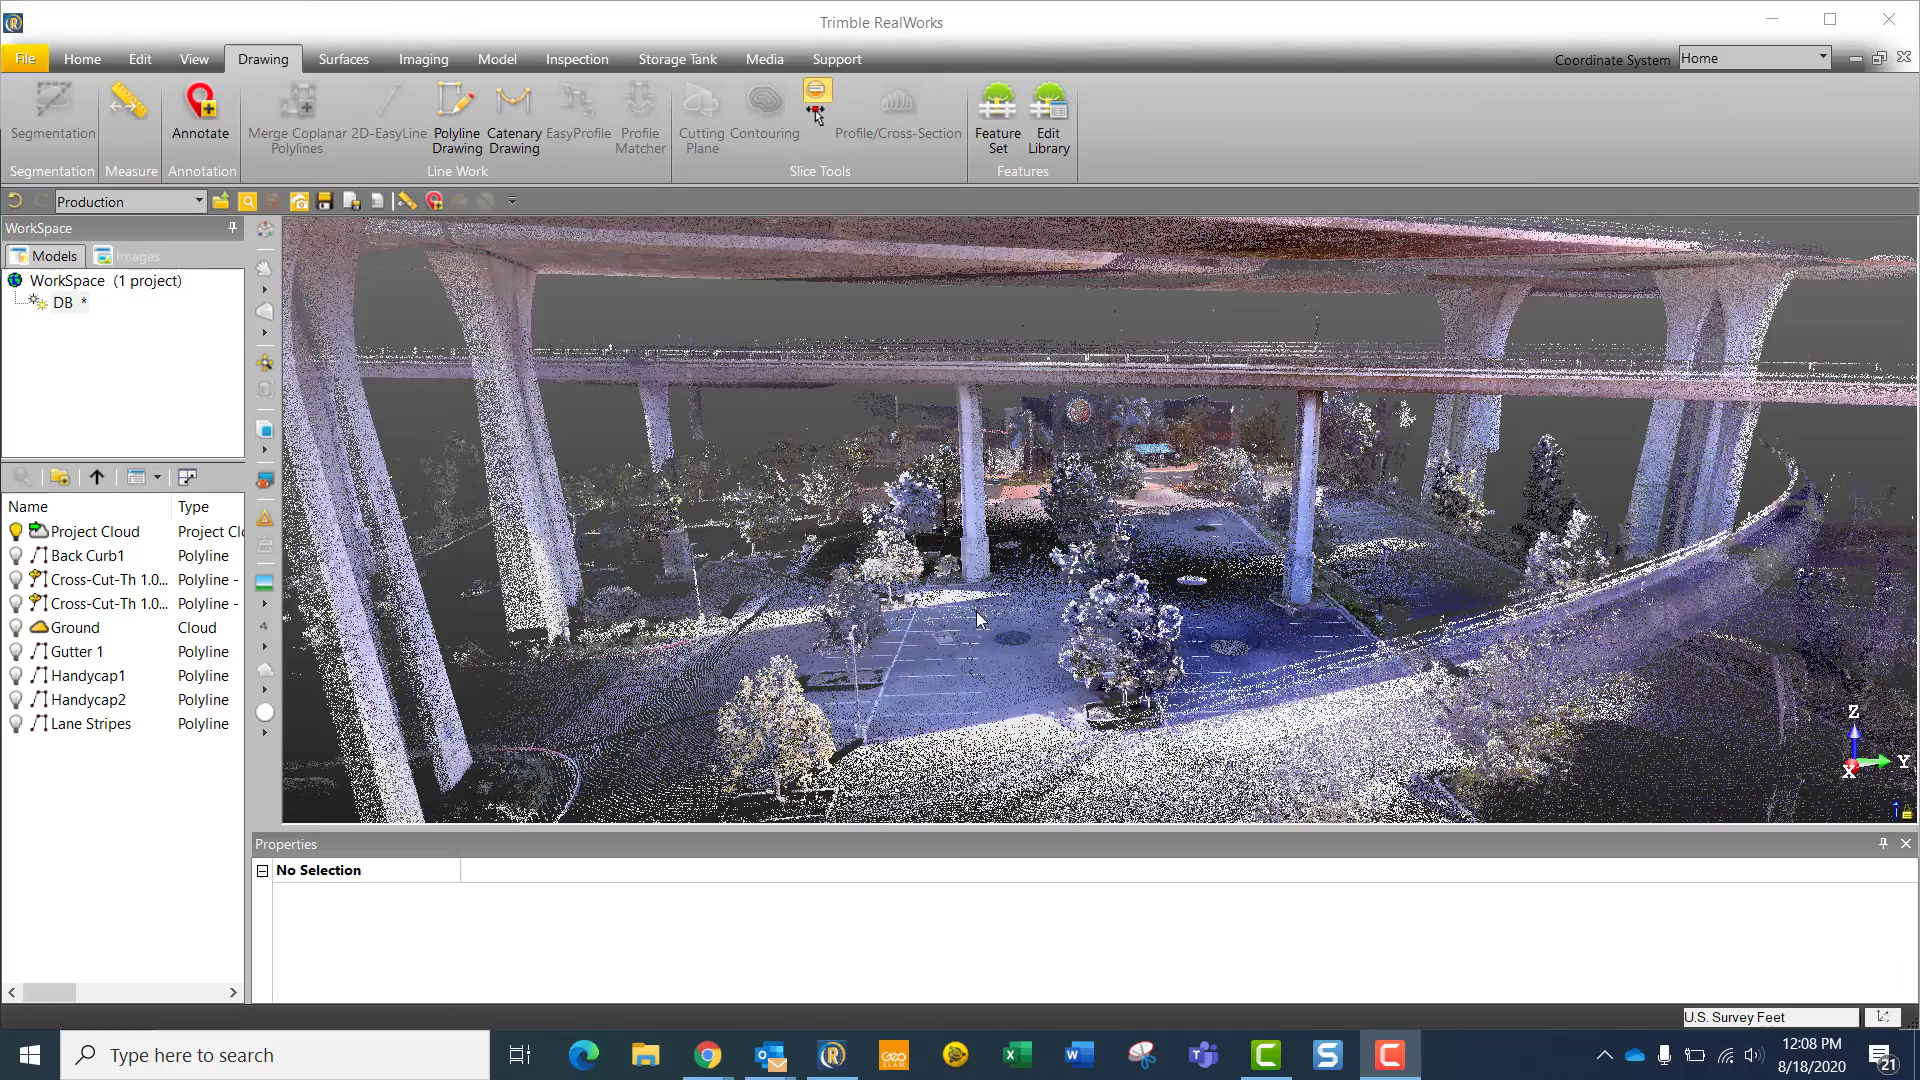 Trimble RealWorks
File Home Edit View Drawing Surfaces Imaging Model Inspection Storage Tank Media Support
Coordinate System Home
Segmentation
Annotate
Merge Coplanar Polylines
2D-EasyLine
Polyline Drawing
Catenary Drawing
EasyProfile
Profile Matcher
Cutting Plane
Contouring
Profile/Cross-Section
Feature Set
Edit Library
Segmentation Measure Annotation Line Work Slice Tools Features
Production
WorkSpace
Models Images
WorkSpace (1 project)
DB *
Name Type
Project Cloud Project Clo
Back Curb1 Polyline
Cross-Cut-Th 1.0... Polyline -
Cross-Cut-Th 1.0... Polyline -
Ground Cloud
Gutter 1 Polyline
Handycap1 Polyline
Handycap2 Polyline
Lane Stripes Polyline
Z
Y
X
Properties
No Selection
U.S. Survey Feet
Type here to search
GEO
SLAM
12:08 PM
8/18/2020
21